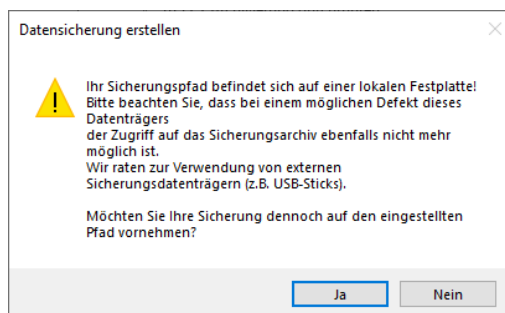 Datensicherung erstellen
Ihr Sicherungspfad befindet sich auf einer lokalen Festplatte!
Bitte beachten Sie, dass bei einem möglichen Defekt dieses
Datenträgers
der Zugriff auf das Sicherungsarchiv ebenfalls nicht mehr
möglich ist.
Wir raten zur Verwendung von externen
Sicherungsdatenträgern (z.B. USB-Sticks).
Möchten Sie Ihre Sicherung dennoch auf den eingestellten
Pfad vornehmen?
Ja
Nein